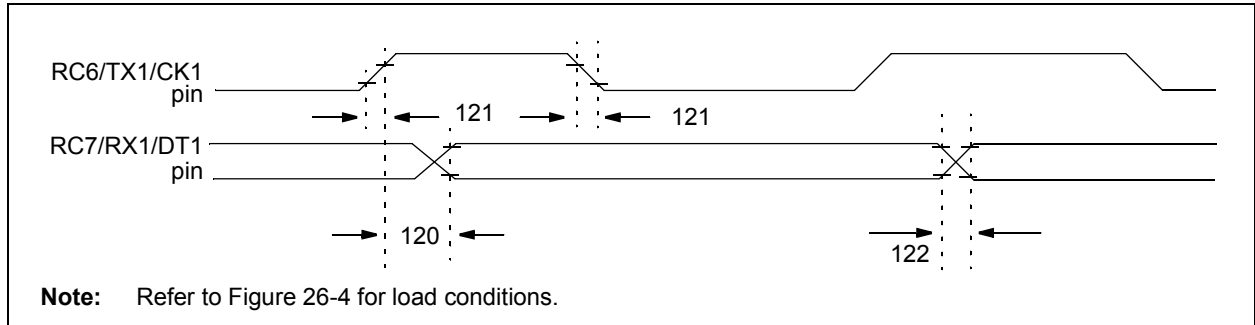 RC6/TX1/CK1
pin
121
121
RC7/RX1/DT1
pin
120
122
Note: Refer to Figure 26-4 for load conditions.